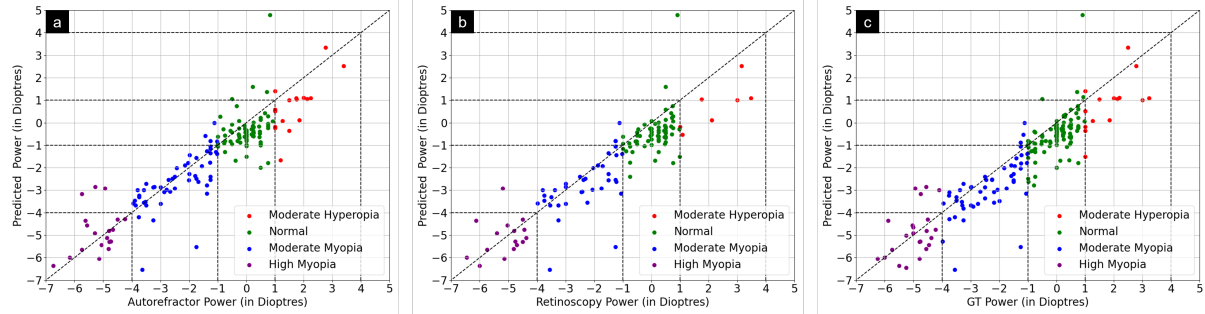 a
5
4
3
2
1
0
−1
−2
−3
−4
−5
−6
−7
Predicted Power (in Dioptres)
Moderate Hyperopia
Normal
Moderate Myopia
High Myopia
−7 −6 −5 −4 −3 −2 −1 0 1 2 3 4 5
Autorefractor Power (in Dioptres)
b
5
4
3
2
1
0
−1
−2
−3
−4
−5
−6
−7
Predicted Power (in Dioptres)
Moderate Hyperopia
Normal
Moderate Myopia
High Myopia
−7 −6 −5 −4 −3 −2 −1 0 1 2 3 4 5
Retinoscopy Power (in Dioptres)
c
5
4
3
2
1
0
−1
−2
−3
−4
−5
−6
−7
Predicted Power (in Dioptres)
Moderate Hyperopia
Normal
Moderate Myopia
High Myopia
−7 −6 −5 −4 −3 −2 −1 0 1 2 3 4 5
GT Power (in Dioptres)